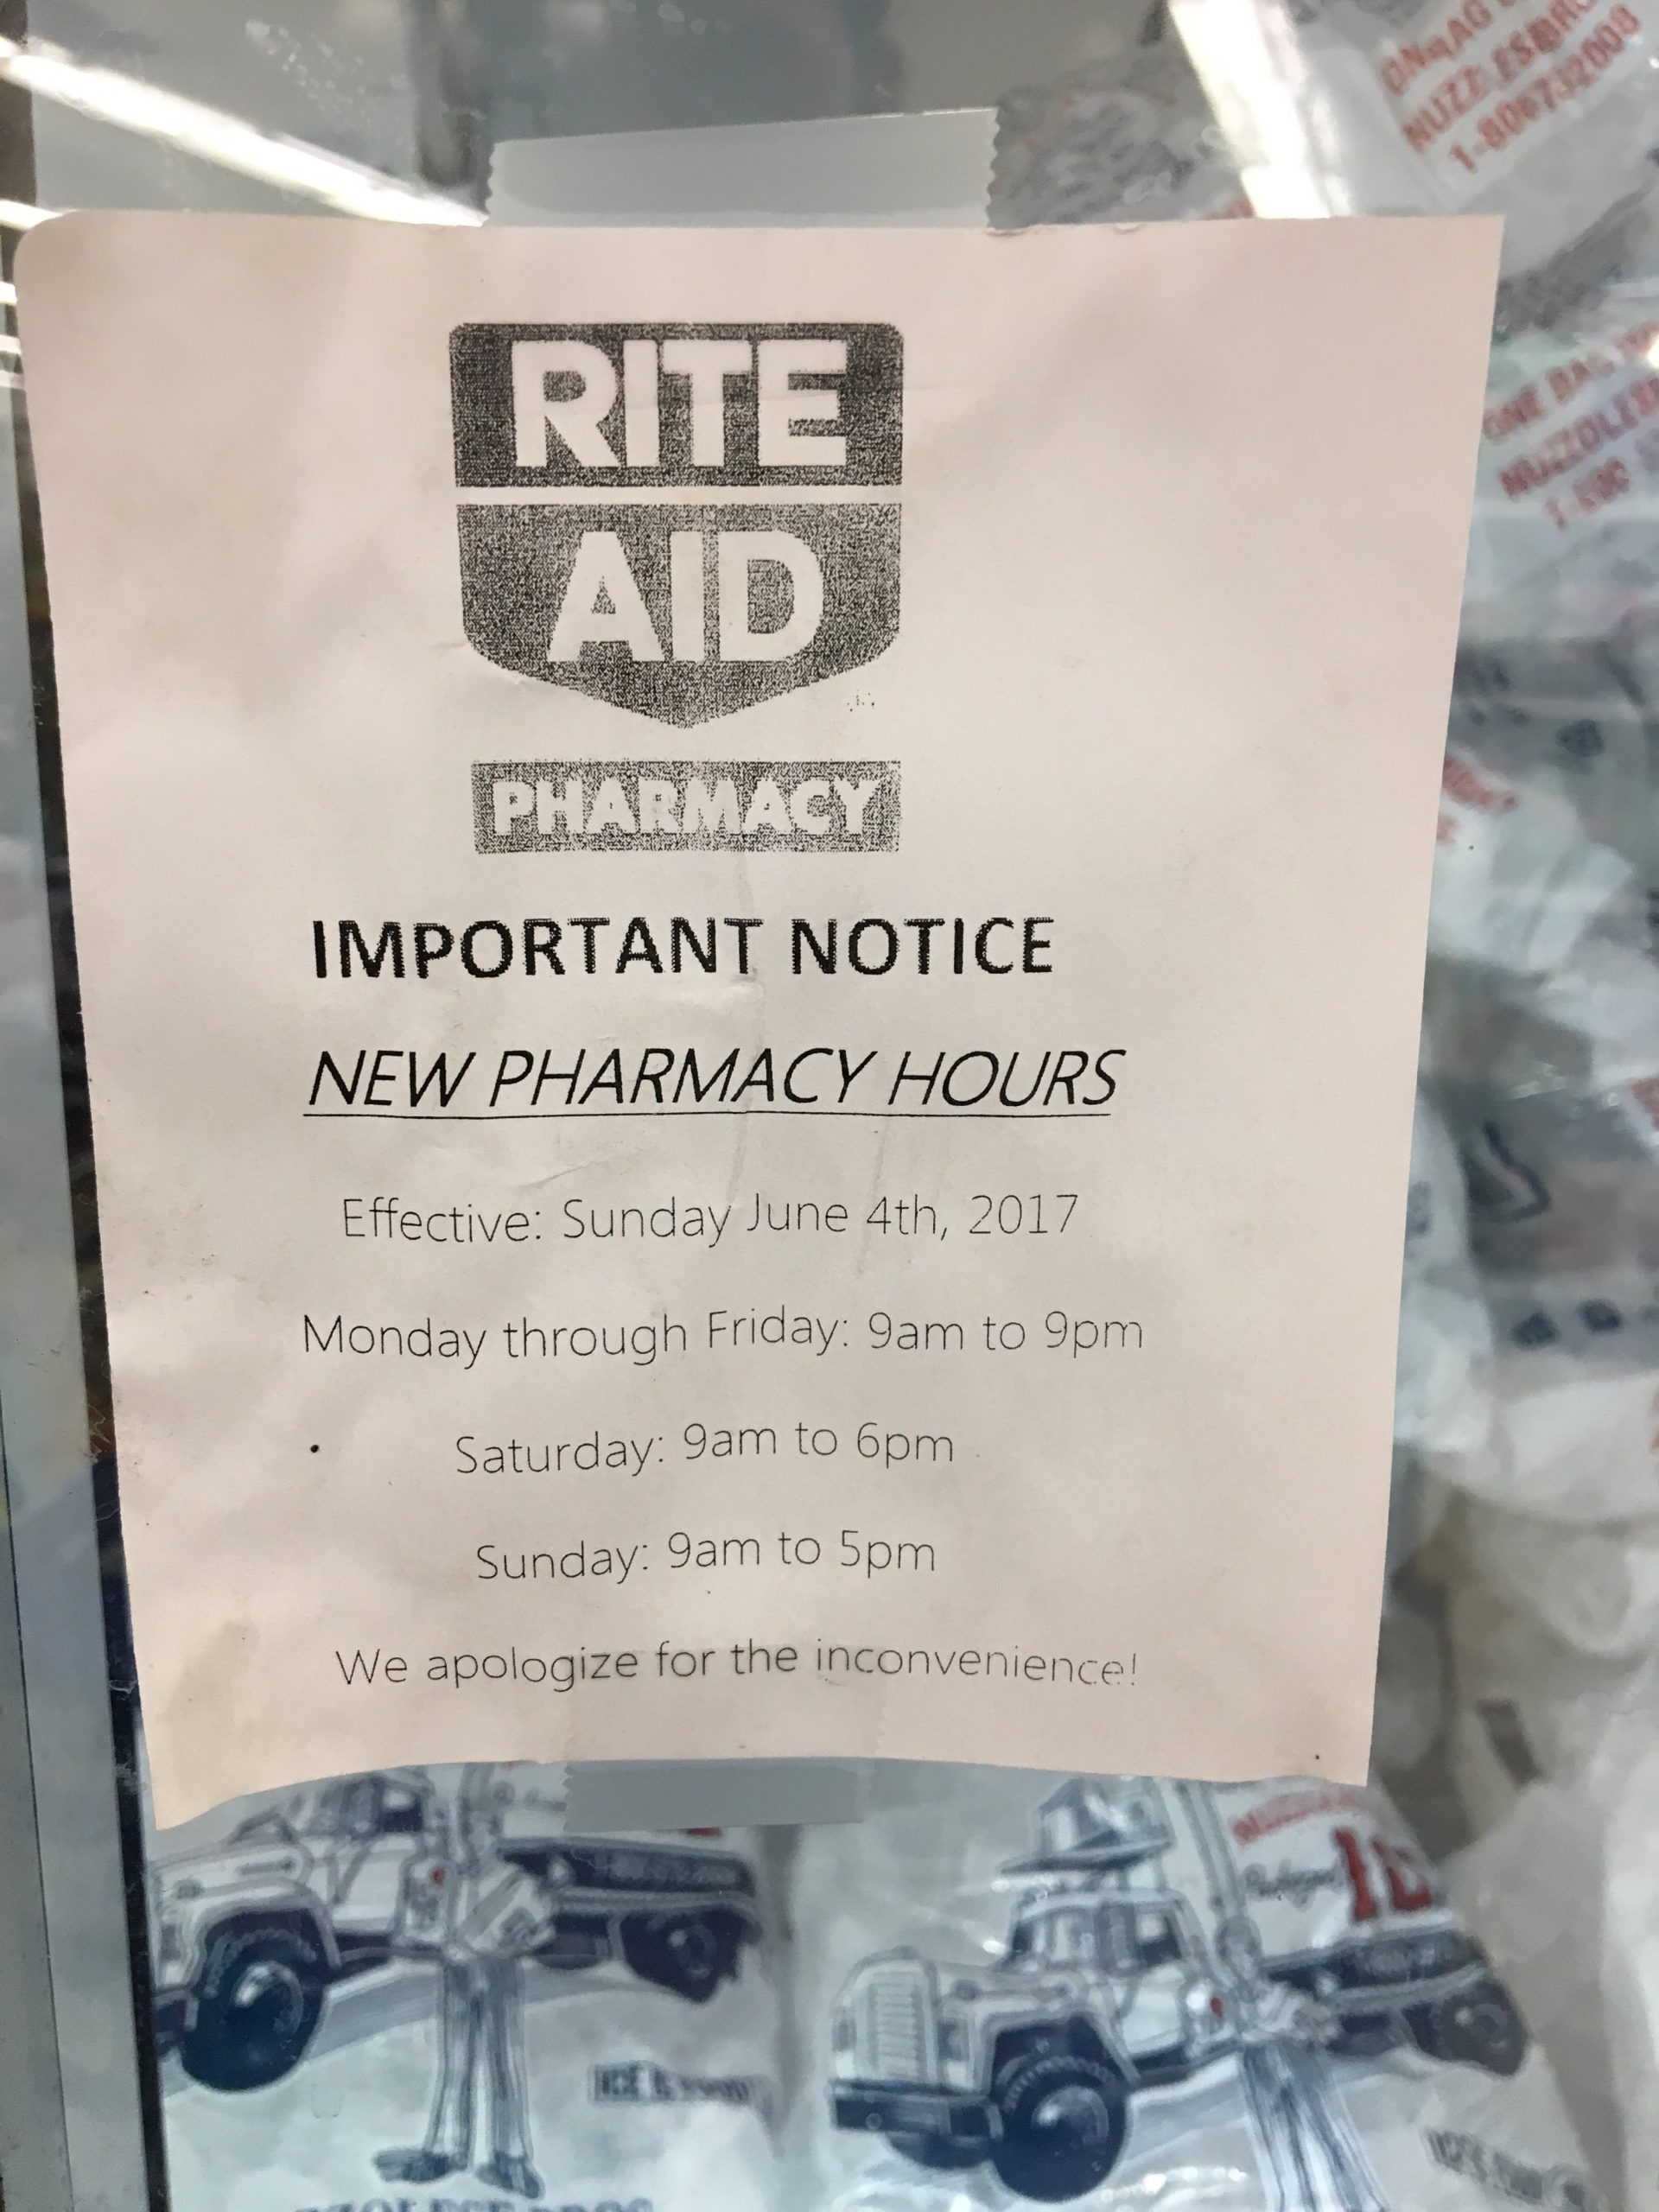 RITE
AID
PHARMACY
IMPORTANT NOTICE
NEW PHARMACY HOURS
Effective: Sunday June 4th, 2017
Monday through Friday: 9am to 9pm
Saturday: 9am to 6pm
Sunday: 9am to 5pm
We apologize for the inconvenience!